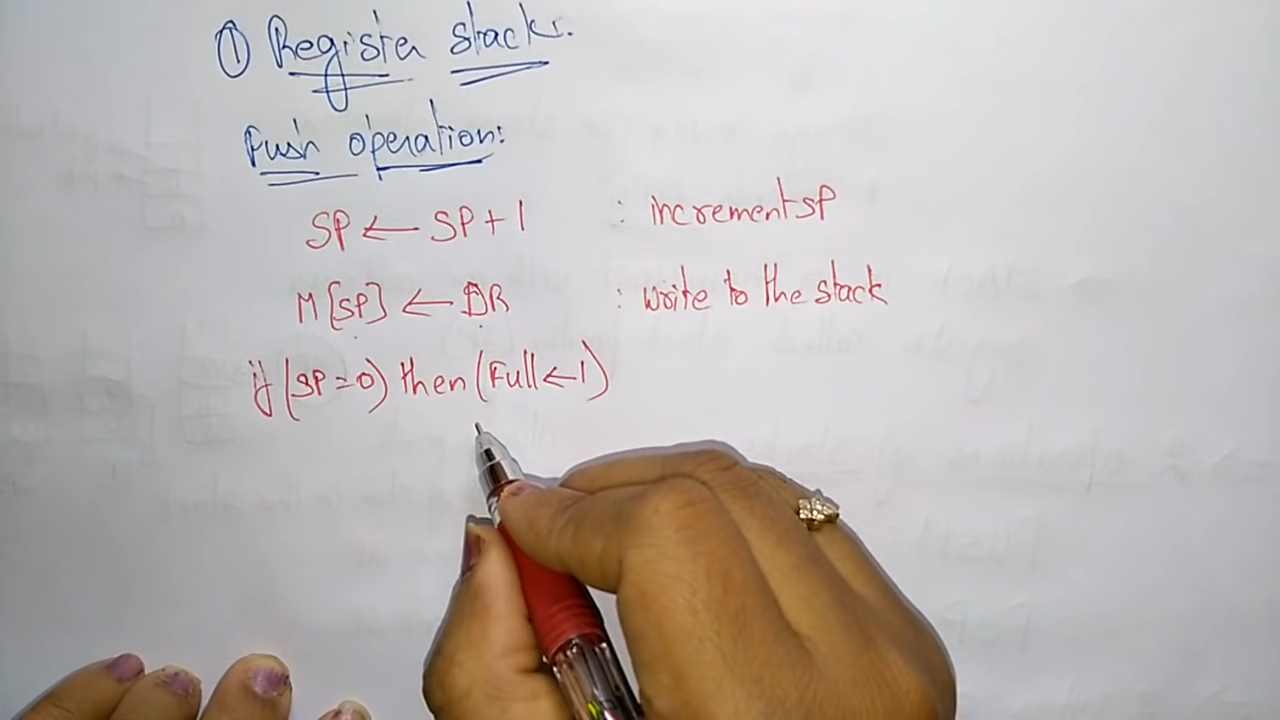 ① Register stack.
Push operation:
SP ← SP + 1 : increment SP
M[SP] ← DR : write to the stack
if (SP = 0) then (Full ← 1)